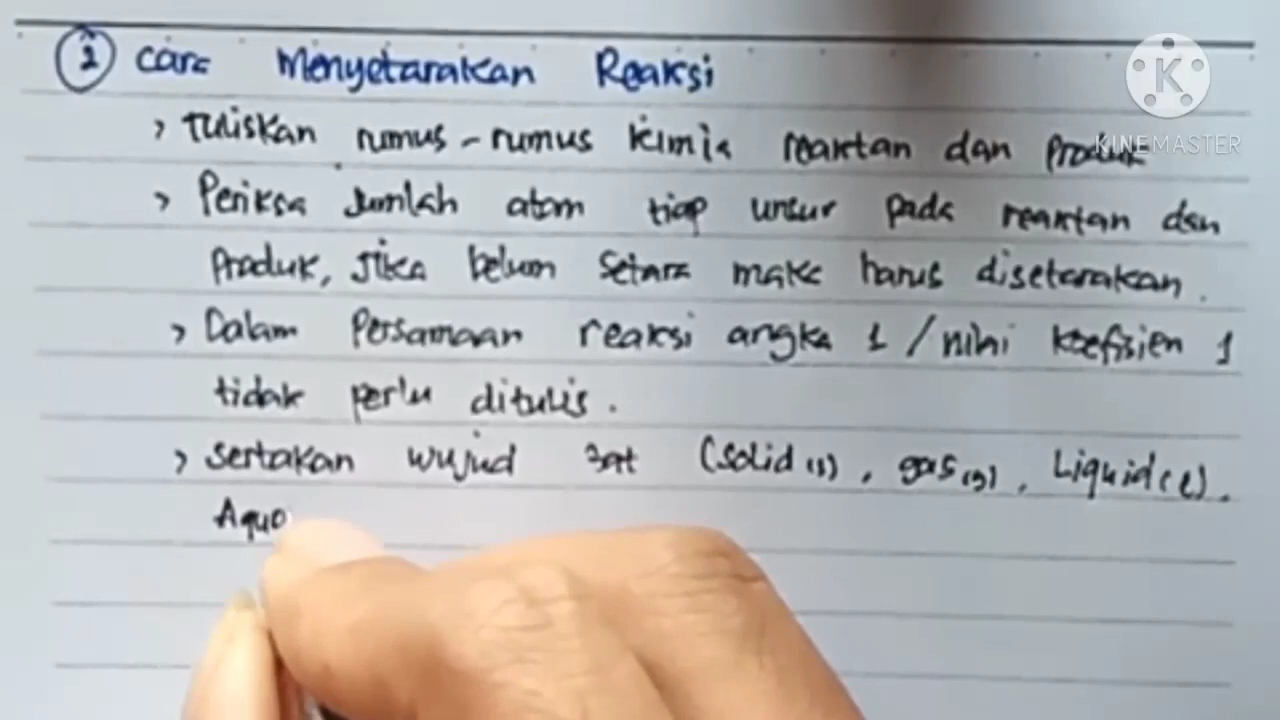 2 Cara Menyetarakan Reaksi
> Tuliskan rumus-rumus kimia reaktan dan produk
> Periksa Jumlah atom tiap unsur pada reaktan dan
produk, jika belum setara maka harus disetarakan.
> Dalam Persamaan reaksi angka 1 / nilai koefisien 1
tidak perlu ditulis.
> Sertakan wujud zat (solid (s), gas (g), Liquid (l),
Aquo
K
KINEMASTER